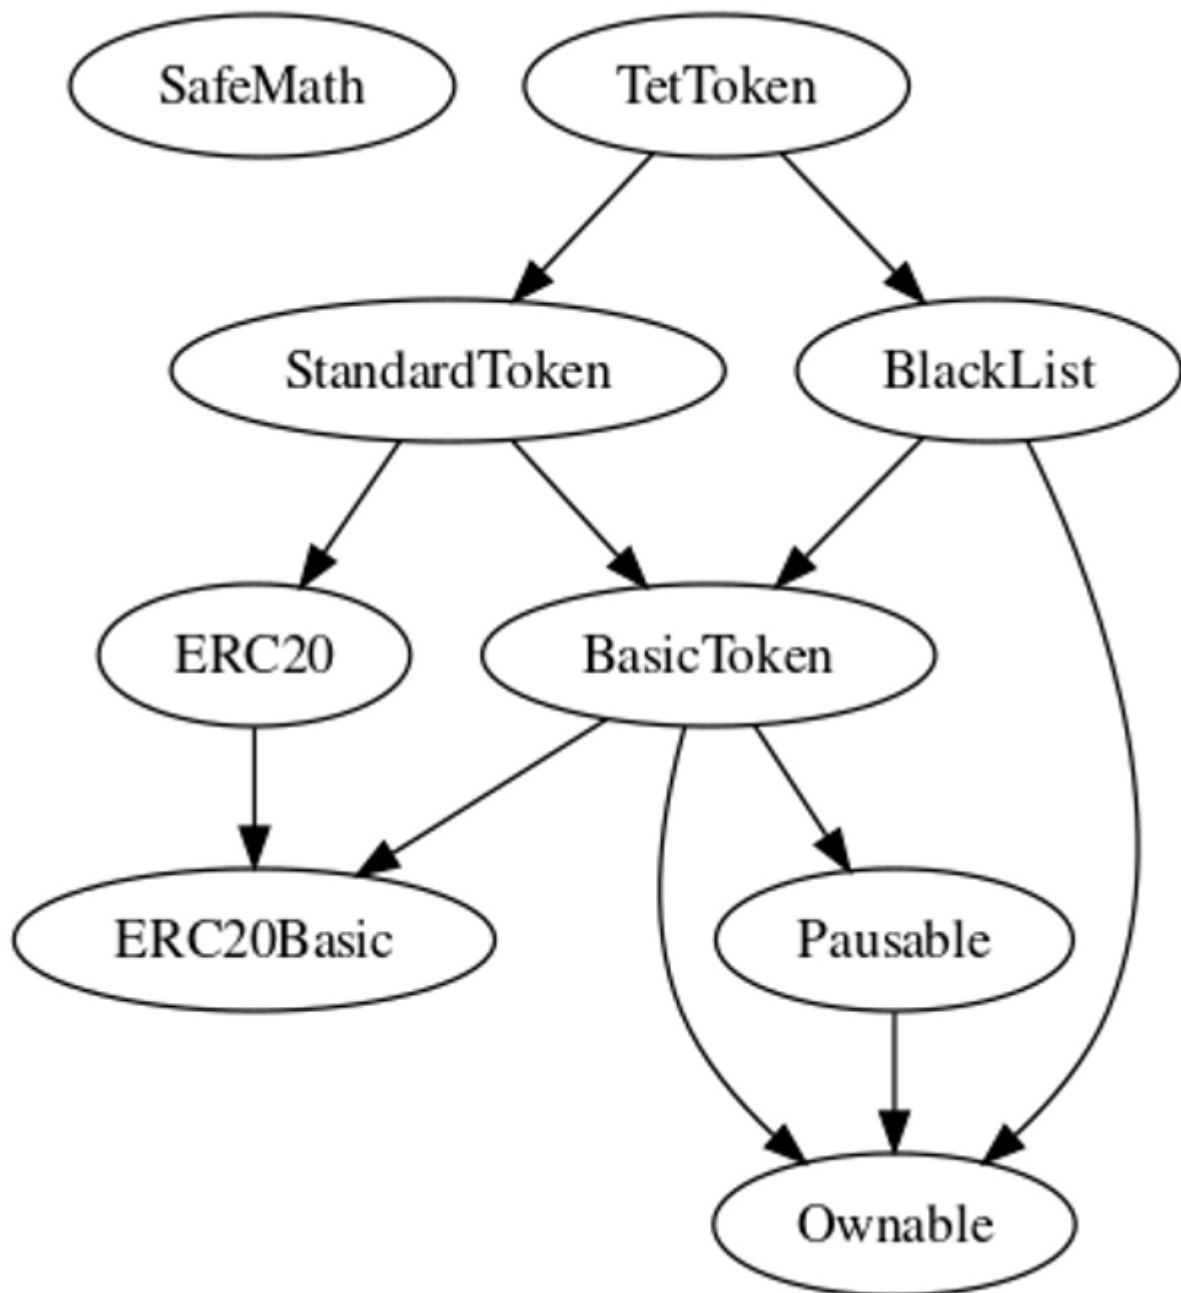 SafeMath
TetToken
StandardToken
BlackList
ERC20
BasicToken
ERC20Basic
Pausable
Ownable